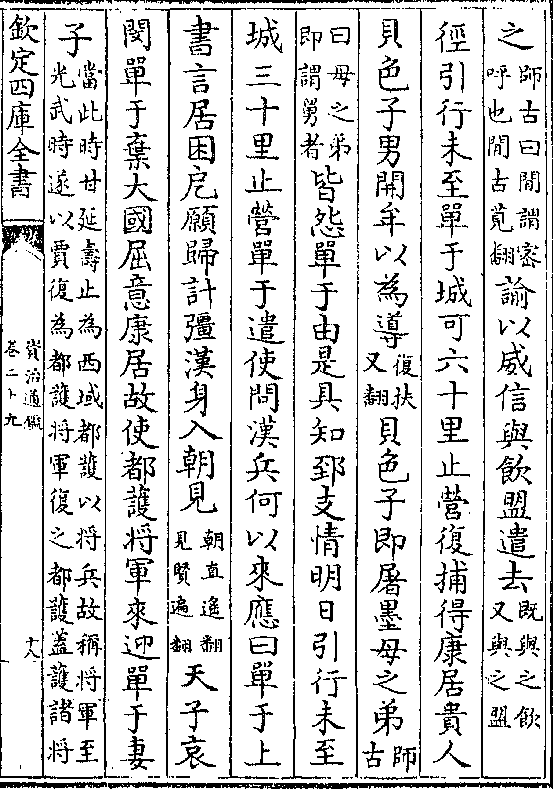 之師古曰間謂密呼也間古莧翻諭以威信與飲盟遣去既與之飲又與之盟
徑引行未至單于城可六十里止營復捕得康居貴人
貝色子男開牟以為導復扶又翻貝色子即屠墨母之弟師古
曰母之弟即謂舅者皆怨單于由是具知郅支情明日引行未至
城三十里止營單于遣使問漢兵何以來應曰單于上
書言居困戹願歸計彊漢身入朝見朝直遙翻見賢遍翻天子哀
閔單于棄大國屈意康居故使都護將軍來迎單于妻
子當此時甘延壽止為西域都護以將兵故稱將軍至光武時遂以賈復為都護將軍復之都護蓋護諸將
欽定四庫全書
資治通鑑
卷二十九
十八